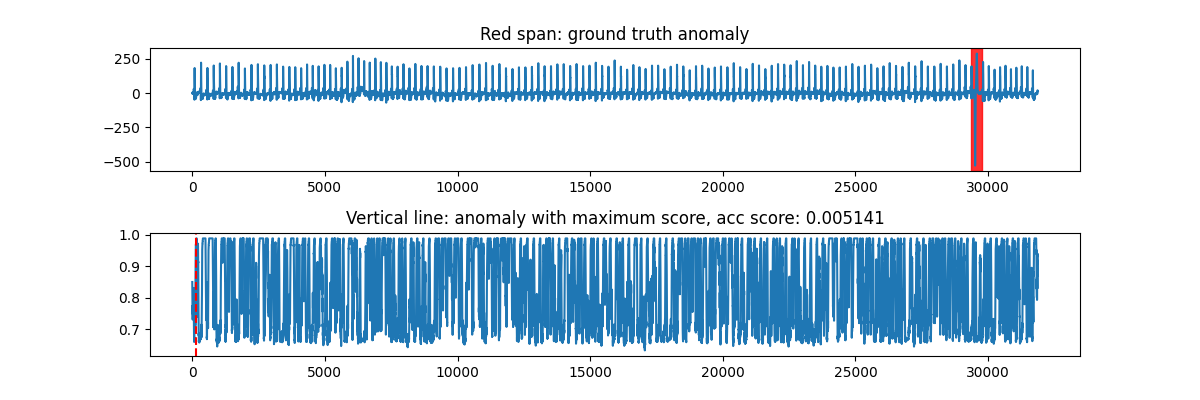 Red span: ground truth anomaly
250
0
−250
−500
0 5000 10000 15000 20000 25000 30000
Vertical line: anomaly with maximum score, acc score: 0.005141
1.0
0.9
0.8
0.7
0 5000 10000 15000 20000 25000 30000